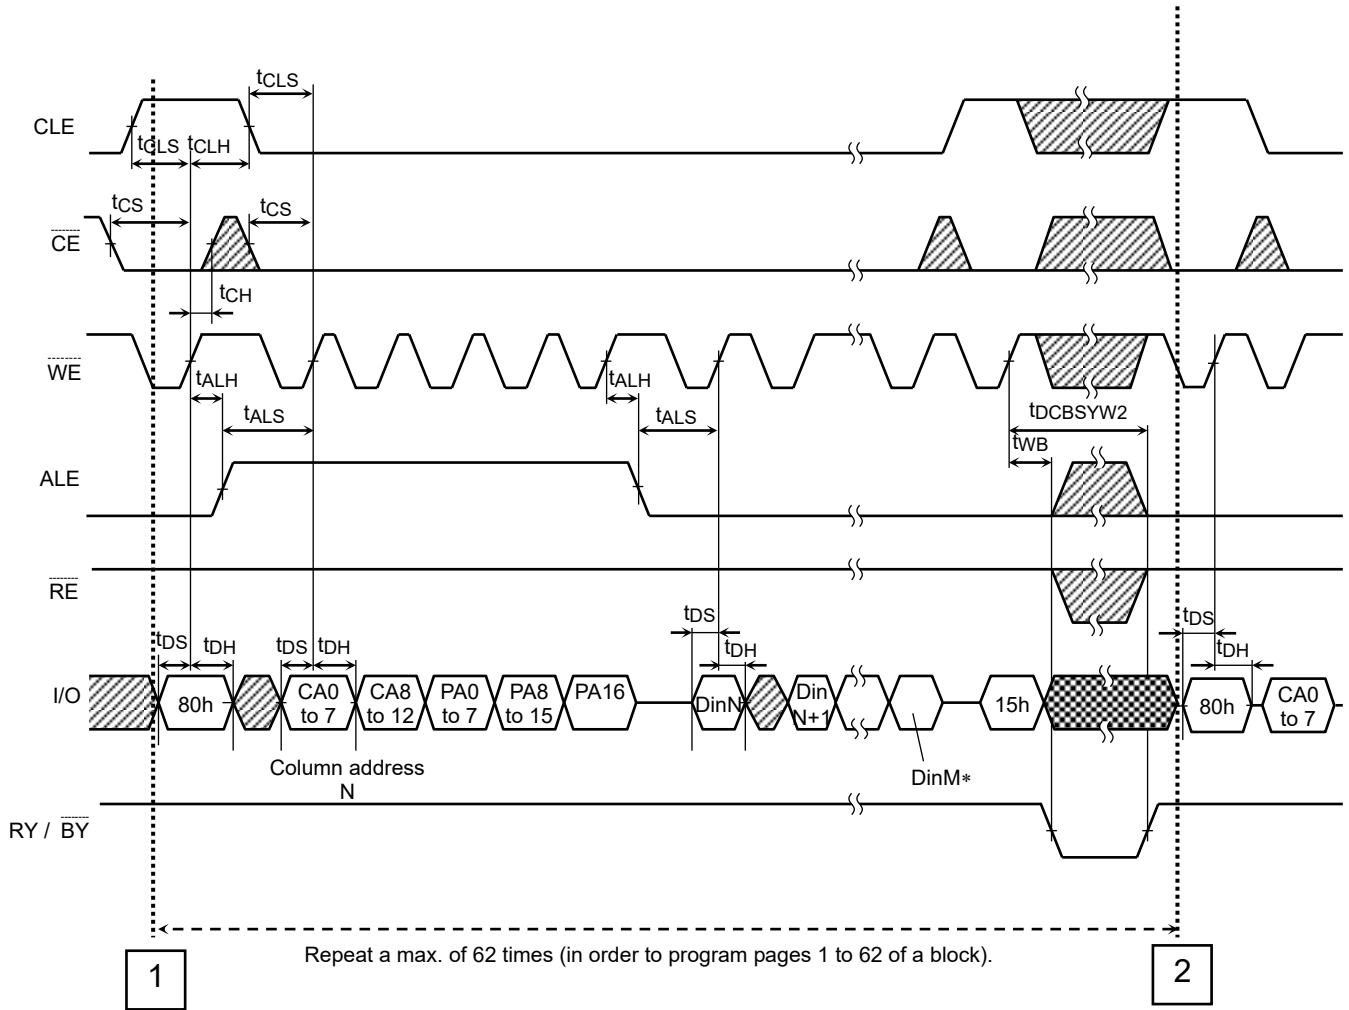 tCLS
CLE
tCLS tCLH
tCS tCS
CE
tCH
WE
tALH tALH
tALS tALS tDCBSYW2
tWB
ALE
RE
tDS tDS
tDS tDH tDS tDH tDH tDH
I/O 80h CA0 to 7 CA8 to 12 PA0 to 7 PA8 to 15 PA16 DinN Din N+1 15h 80h CA0 to 7
Column address
N
DinM*
RY / BY
Repeat a max. of 62 times (in order to program pages 1 to 62 of a block).
1
2